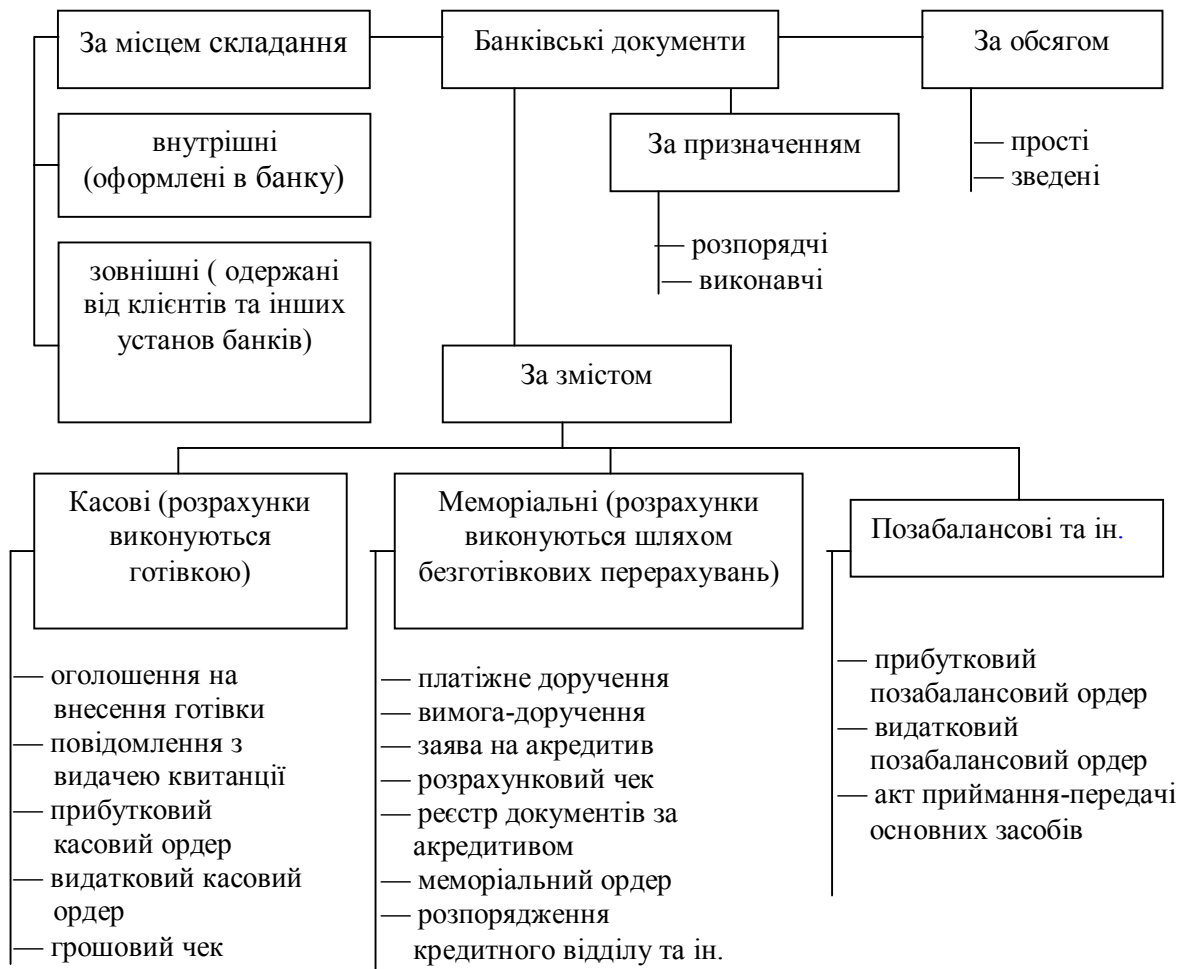 За місцем складання
Банківські документи
За обсягом
внутрішні
(оформлені в банку)
За призначенням
— прості
— зведені
зовнішні ( одержані
від клієнтів та інших
установ банків)
— розпорядчі
— виконавчі
За змістом
Касові (розрахунки
виконуються
готівкою)
Меморіальні (розрахунки
виконуються шляхом
безготівкових перерахувань)
Позабалансові та ін.
— оголошення на
внесення готівки
— повідомлення з
видачею квитанції
— прибутковий
касовий ордер
— видатковий касовий
ордер
— грошовий чек
— платіжне доручення
— вимога-доручення
— заява на акредитив
— розрахунковий чек
— реєстр документів за
акредитивом
— меморіальний ордер
— розпорядження
кредитного відділу та ін.
— прибутковий
позабалансовий ордер
— видатковий
позабалансовий ордер
— акт приймання-передачі
основних засобів